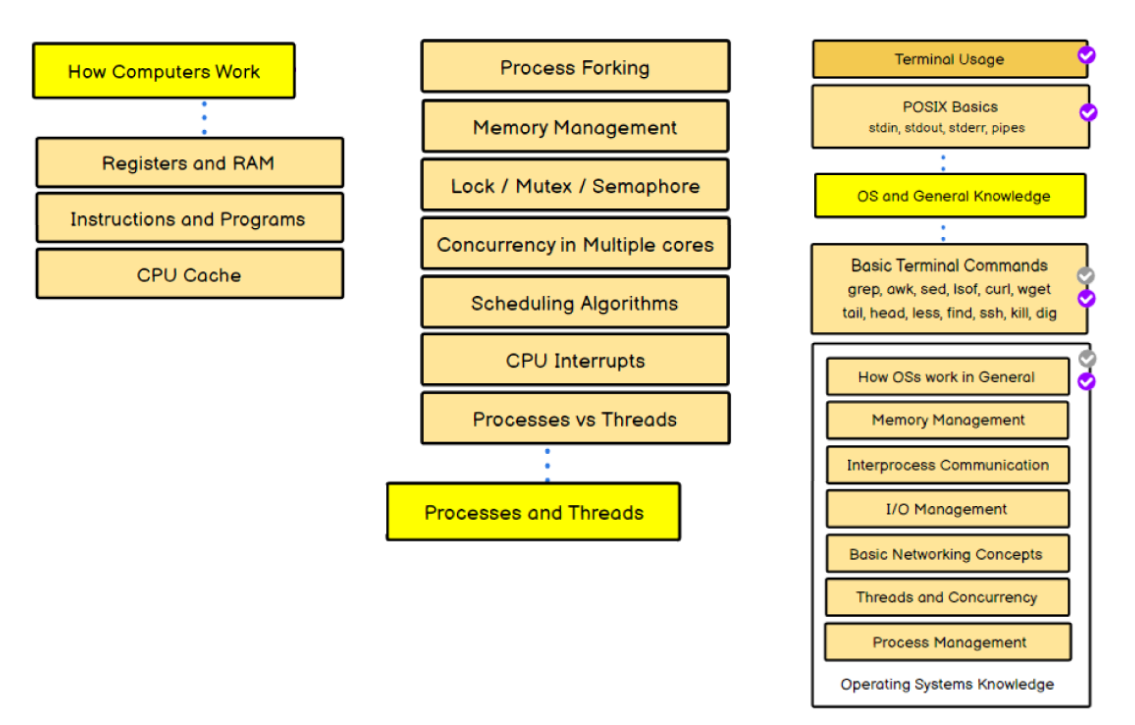 How Computers Work
Registers and RAM
Instructions and Programs
CPU Cache
Process Forking
Memory Management
Lock / Mutex / Semaphore
Concurrency in Multiple cores
Scheduling Algorithms
CPU Interrupts
Processes vs Threads
Processes and Threads
Terminal Usage
POSIX Basics
stdin, stdout, stderr, pipes
OS and General Knowledge
Basic Terminal Commands
grep, awk, sed, lsof, curl, wget
tail, head, less, find, ssh, kill, dig
How OSs work in General
Memory Management
Interprocess Communication
I/O Management
Basic Networking Concepts
Threads and Concurrency
Process Management
Operating Systems Knowledge